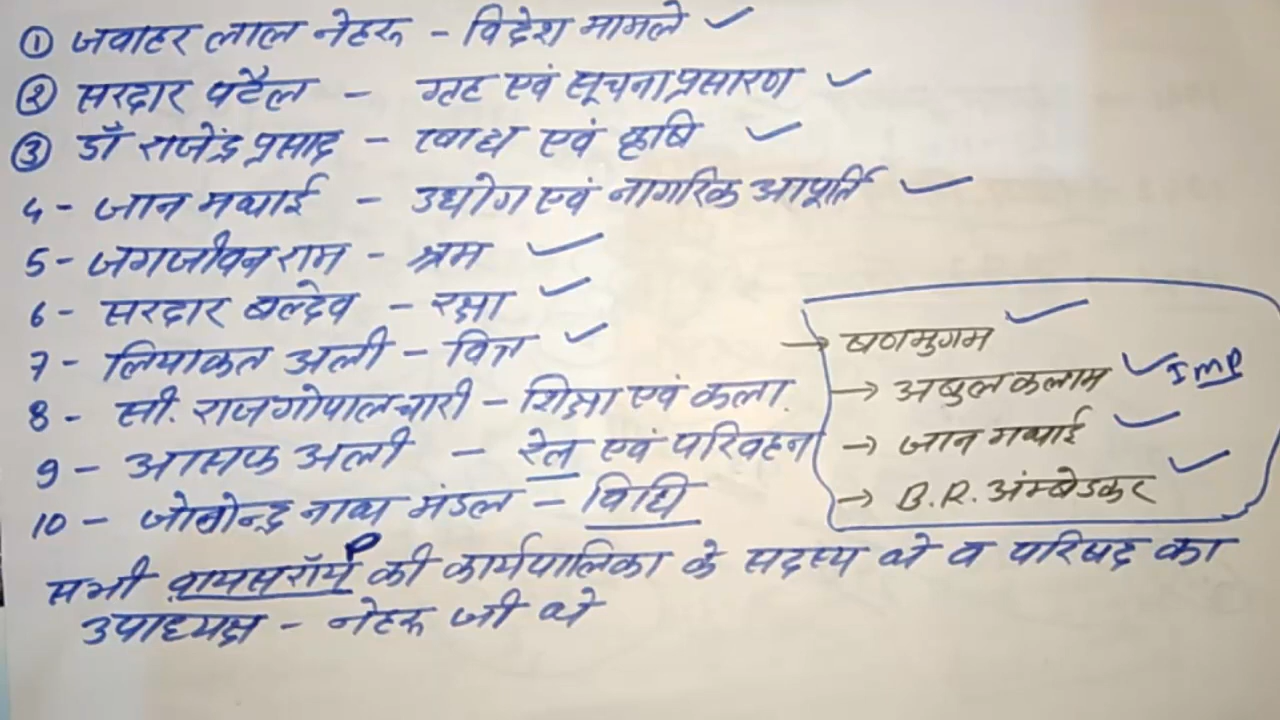 ① जवाहर लाल नेहरू - विदेश मामले ✓
② सरदार पटैल - गृह एवं सूचना प्रसारण ✓
③ डॉ राजेंद्र प्रसाद - खाद्य एवं कृषि ✓
4 - जान मथाई - उद्योग एवं नागरिक आपूर्ति ✓
5 - जगजीवन राम - श्रम ✓
6 - सरदार बल्देव - रक्षा ✓
7 - लियाकत अली - वित्त ✓
8 - सी. राजगोपालचारी - शिक्षा एवं कला.
9 - आसफ अली - रेल एवं परिवहन
10 - जोगेन्द्र नाथ मंडल - विधि
→ षणमुगम ✓
→ अबुल कलाम ✓ Imp
→ जान मथाई ✓
→ B.R. अंम्बेडकर ✓
सभी वायसरॉय की कार्यपालिका के सदस्य थे व परिषद का
उपाध्यक्ष - नेहरू जी थे